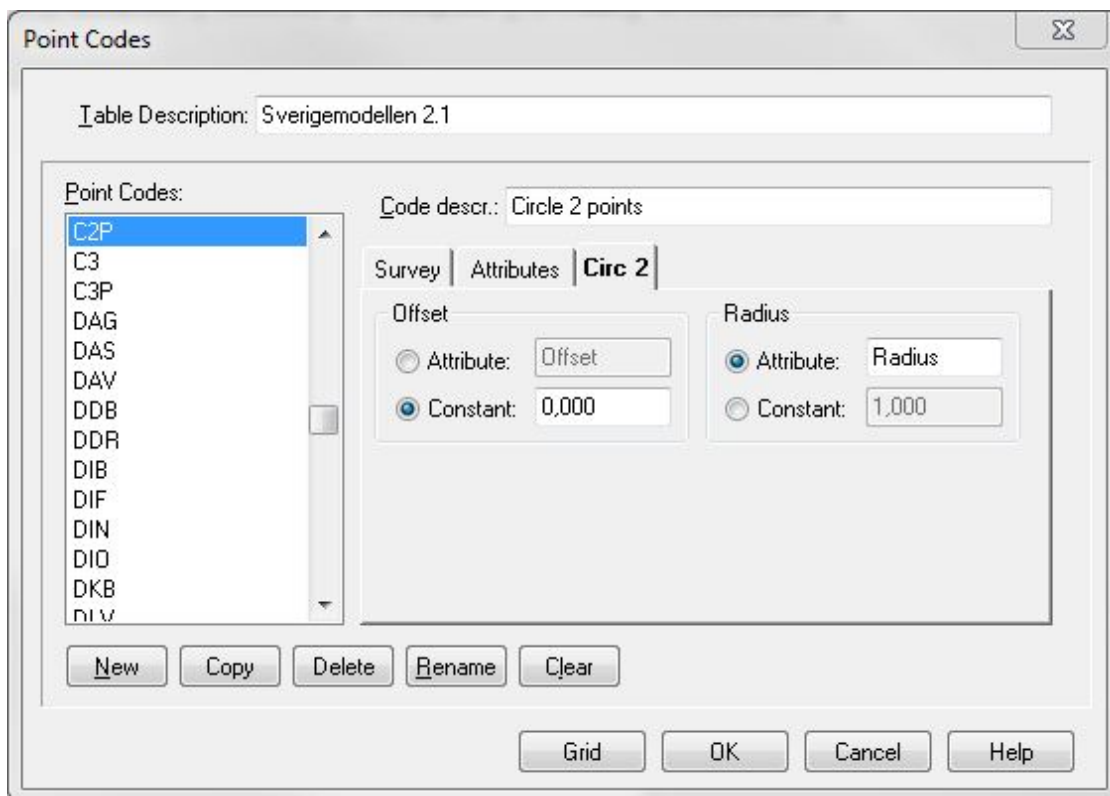 Point Codes
Table Description: Sverigemodellen 2.1
Point Codes:
C2P
C3
C3P
DAG
DAS
DAV
DDB
DDR
DIB
DIF
DIN
DIO
DKB
DLV
Code descr.: Circle 2 points
Survey Attributes Circ 2
Offset
Attribute: Offset
Constant: 0,000
Radius
Attribute: Radius
Constant: 1,000
New Copy Delete Rename Clear
Grid OK Cancel Help